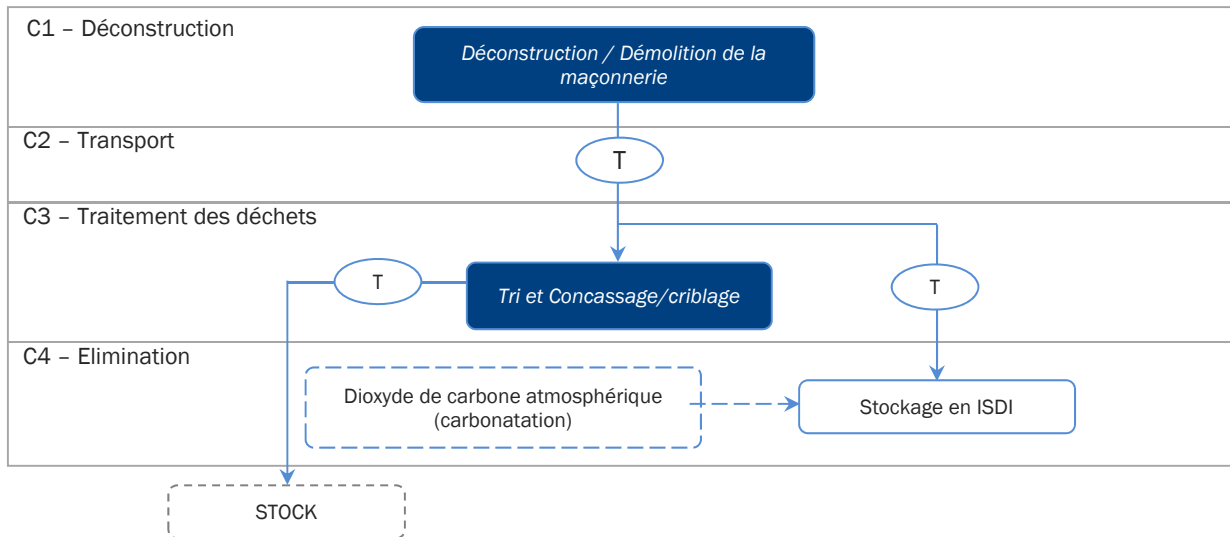 C1 – Déconstruction
Déconstruction / Démolition de la
maçonnerie
C2 – Transport
T
C3 – Traitement des déchets
T
Tri et Concassage/criblage
T
C4 – Elimination
Dioxyde de carbone atmosphérique
(carbonatation)
Stockage en ISDI
STOCK